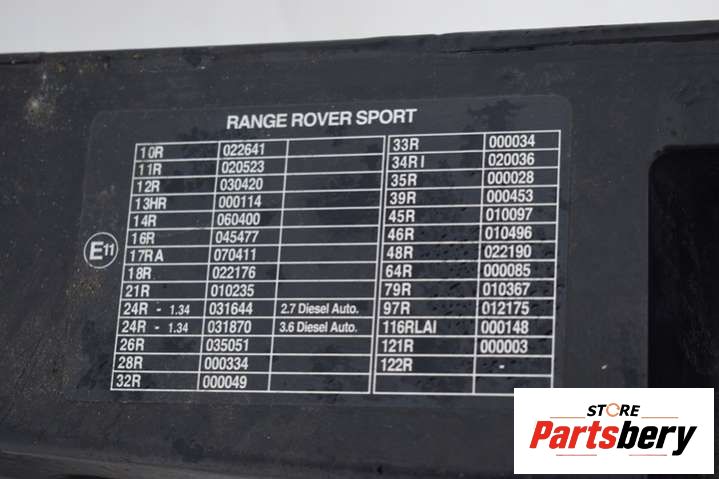 RANGE ROVER SPORT
E11
10R 022641
11R 020523
12R 030420
13HR 000114
14R 060400
16R 045477
17RA 070411
18R 022176
21R 010235
24R - 1.34 031644 2.7 Diesel Auto.
24R - 1.34 031870 3.6 Diesel Auto.
26R 035051
28R 000334
32R 000049
33R 000034
34R I 020036
35R 000028
39R 000453
45R 010097
46R 010496
48R 022190
64R 000085
79R 010367
97R 012175
116RLAI 000148
121R 000003
122R -
STORE
Partsbery